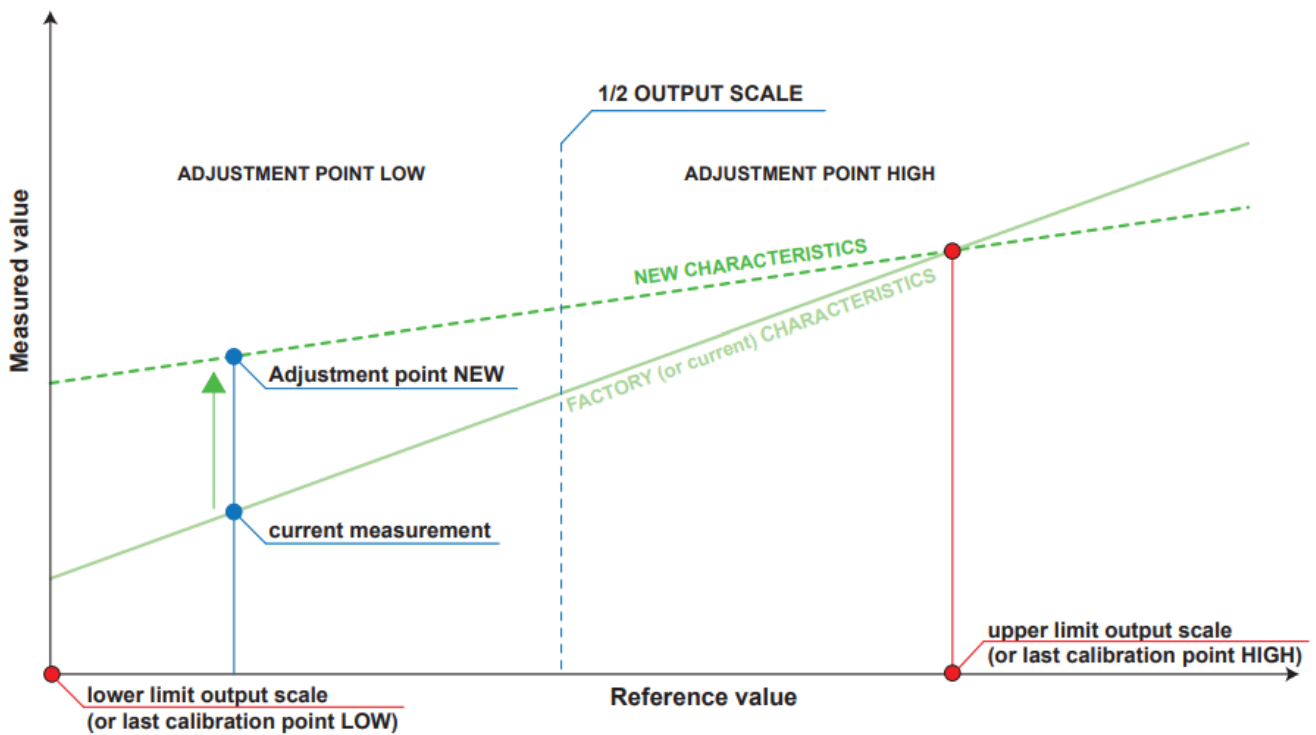 1/2 OUTPUT SCALE
ADJUSTMENT POINT LOW
ADJUSTMENT POINT HIGH
Measured value
NEW CHARACTERISTICS
FACTORY (or current) CHARACTERISTICS
Adjustment point NEW
current measurement
upper limit output scale
(or last calibration point HIGH)
lower limit output scale
(or last calibration point LOW)
Reference value